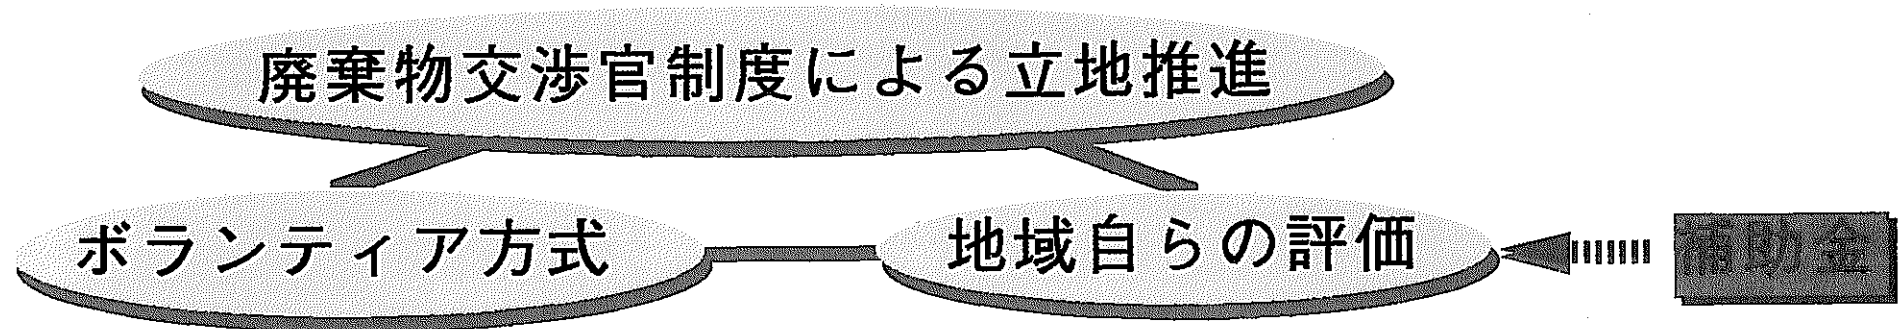 廃棄物交渉官制度による立地推進
ボランティア方式
地域自らの評価
補助金